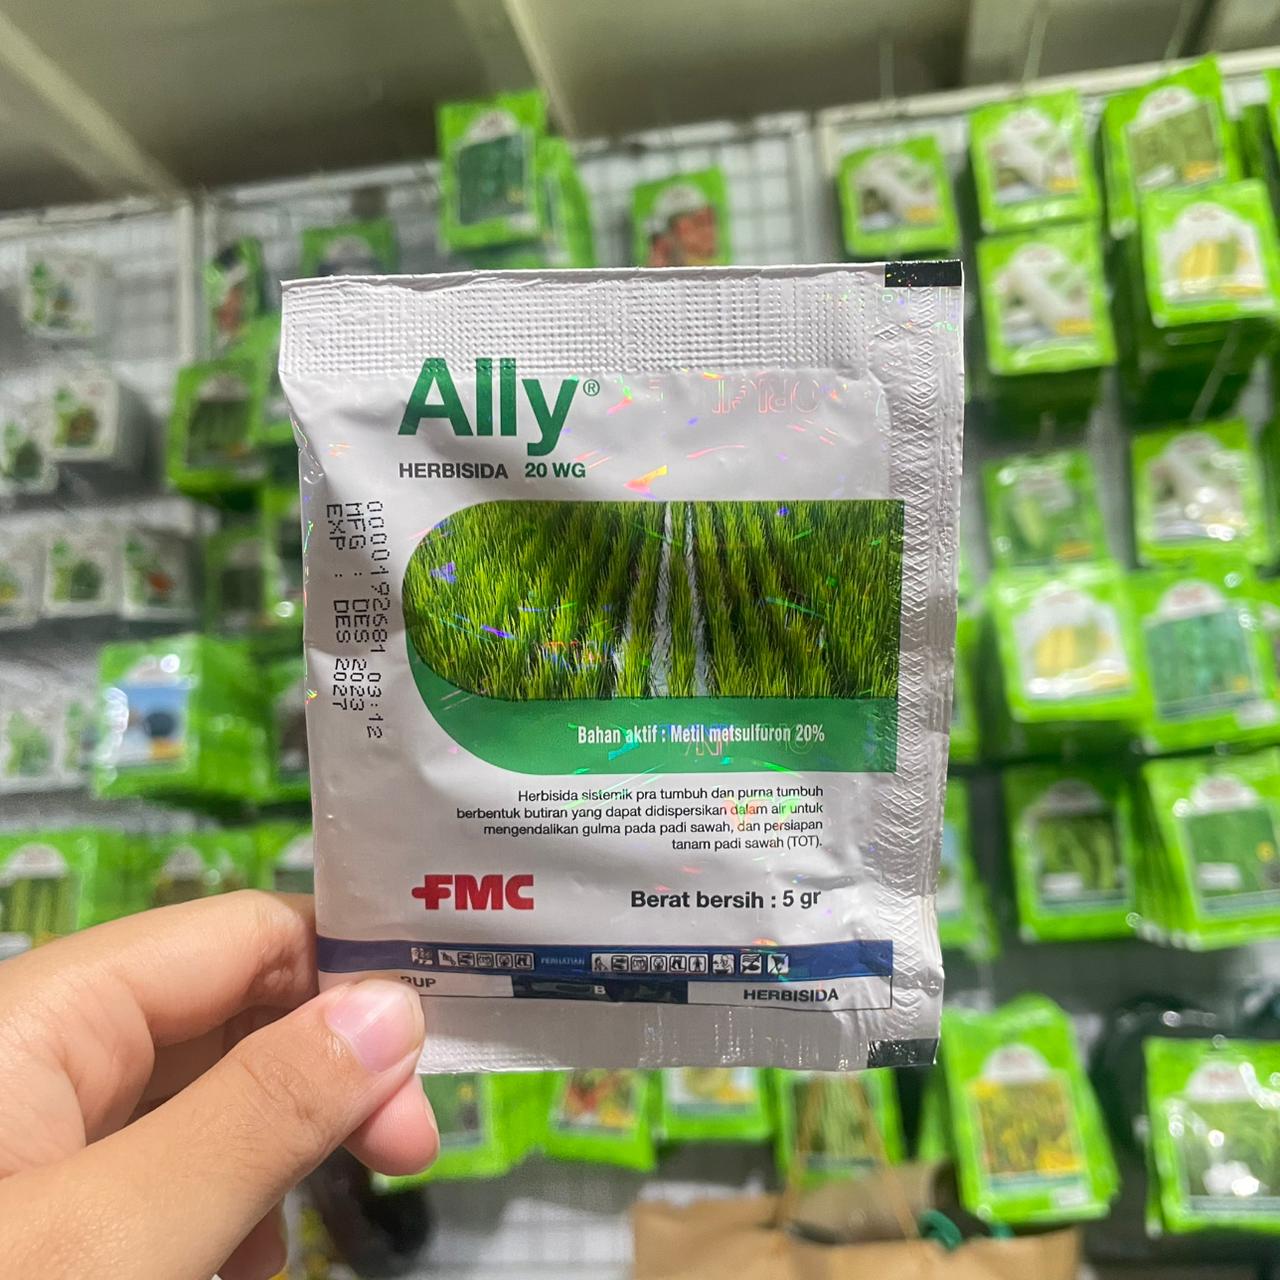 Ally®
HERBISIDA 20 WG
000019268103:12
MFG : DES 2023
EXP : DES 2027
Bahan aktif : Metil metsulfuron 20%
Herbisida sistemik pra tumbuh dan purna tumbuh
berbentuk butiran yang dapat didispersikan dalam air untuk
mengendalikan gulma pada padi sawah, dan persiapan
tanam padi sawah (TOT).
FMC
Berat bersih : 5 gr
PERHATIAN
HERBISIDA